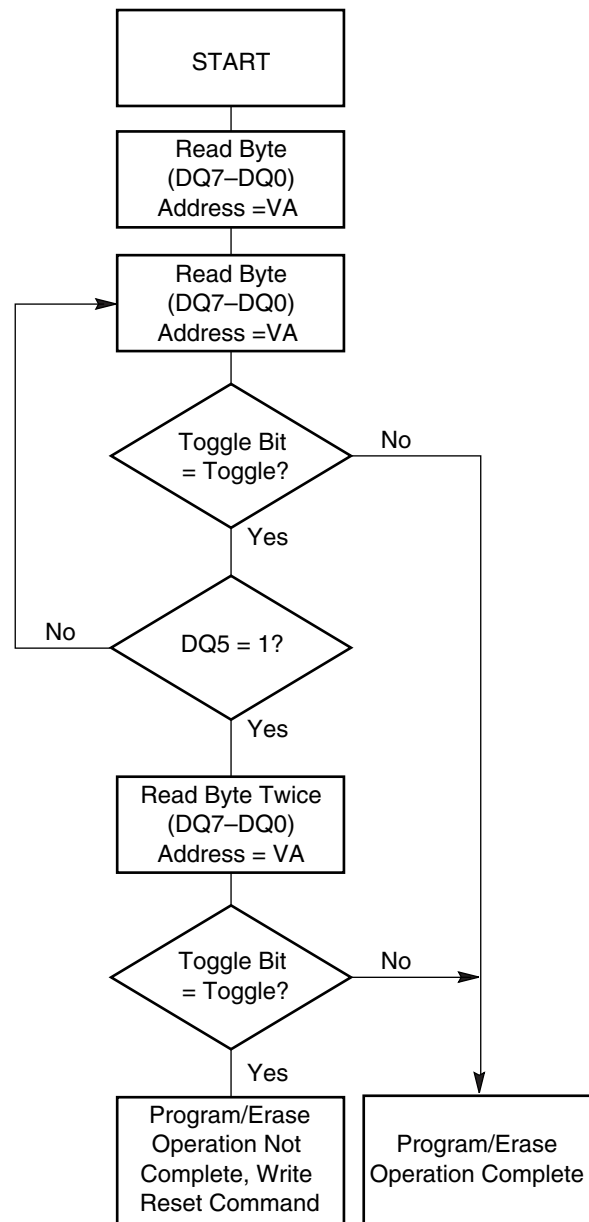 START
Read Byte
(DQ7–DQ0)
Address =VA
Read Byte
(DQ7–DQ0)
Address =VA
Toggle Bit
= Toggle?
No
Yes
No
DQ5 = 1?
Yes
Read Byte Twice
(DQ7–DQ0)
Address = VA
Toggle Bit
= Toggle?
No
Yes
Program/Erase
Operation Not
Complete, Write
Reset Command
Program/Erase
Operation Complete